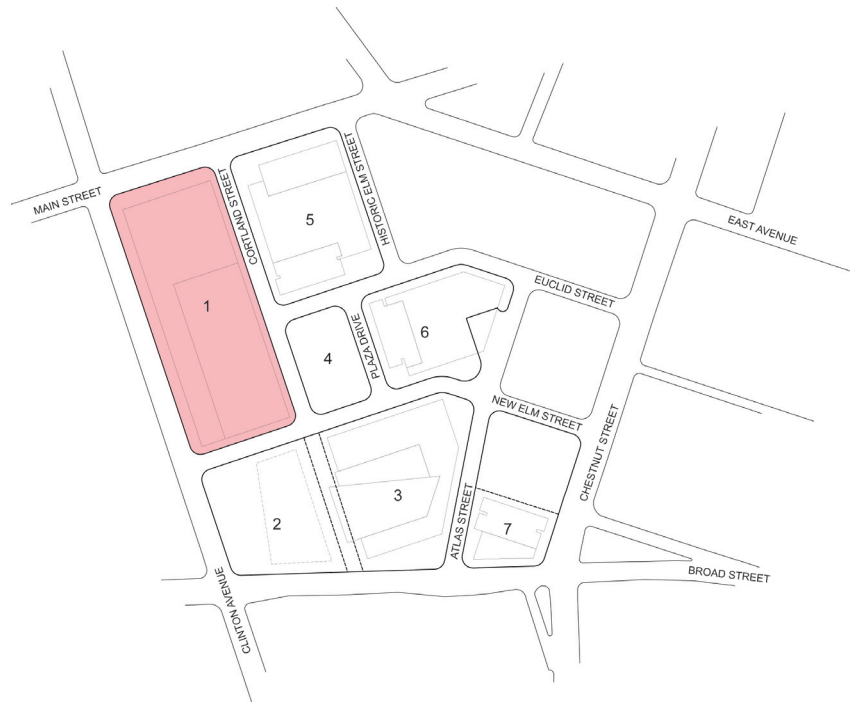 MAIN STREET
CORTLAND STREET
HISTORIC ELM STREET
EAST AVENUE
5
EUCLID STREET
1
PLAZA DRIVE
6
4
NEW ELM STREET
CHESTNUT STREET
3
2
ATLAS STREET
7
BROAD STREET
CLINTON AVENUE